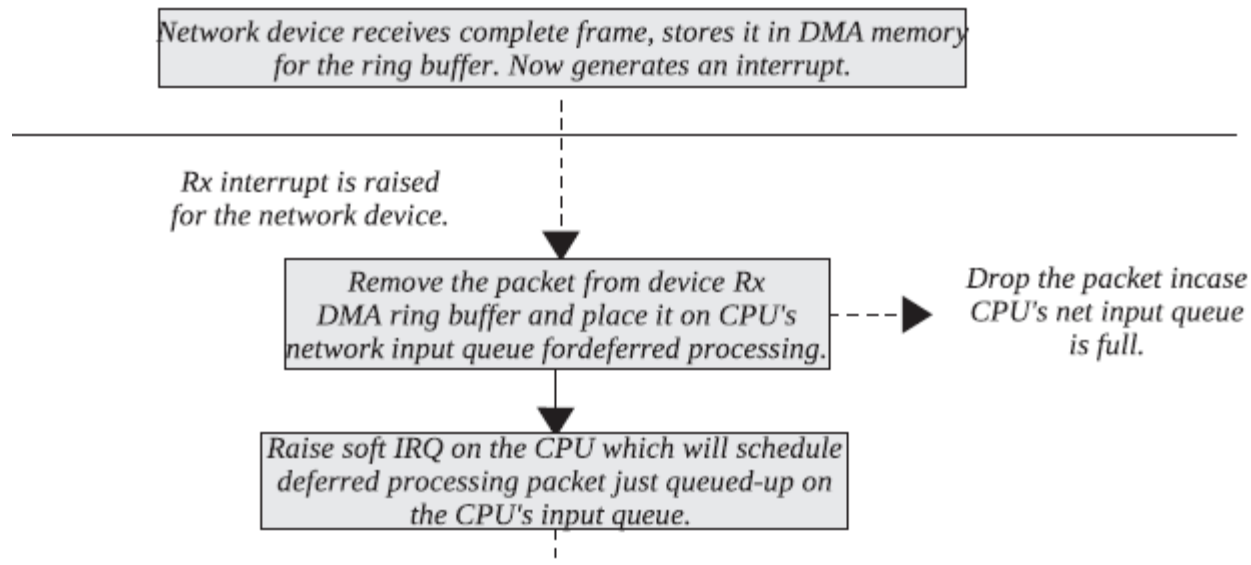 Network device receives complete frame, stores it in DMA memory
for the ring buffer. Now generates an interrupt.
Rx interrupt is raised
for the network device.
Remove the packet from device Rx
DMA ring buffer and place it on CPU's
network input queue fordeferred processing.
Drop the packet incase
CPU's net input queue
is full.
Raise soft IRQ on the CPU which will schedule
deferred processing packet just queued-up on
the CPU's input queue.